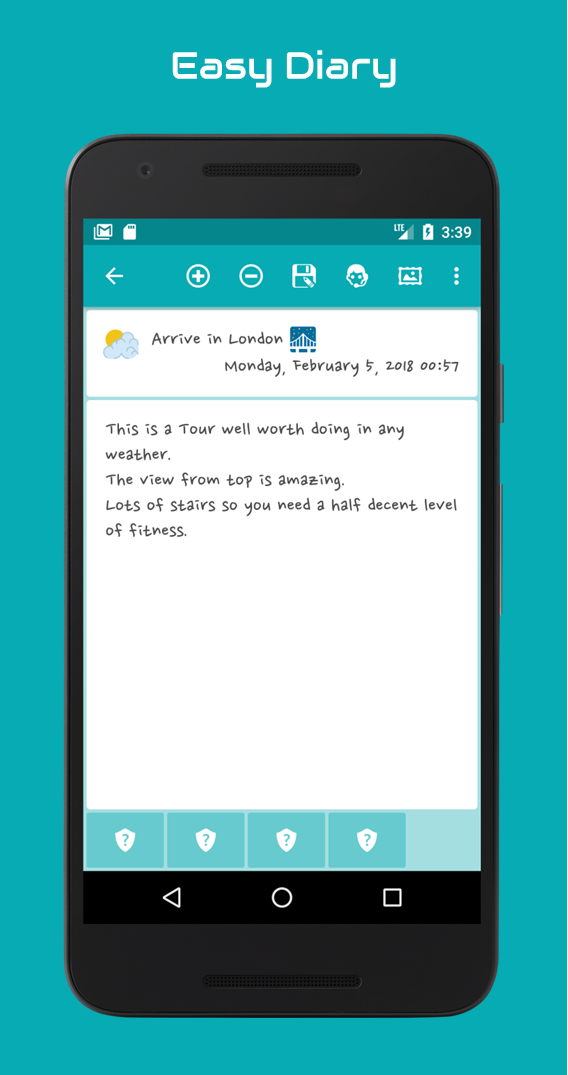 Easy Diary
LTE 3:39
Arrive in London
Monday, February 5, 2018 00:57
This is a Tour well worth doing in any
weather.
The view from top is amazing.
Lots of stairs so you need a half decent level
of fitness.
? ? ? ?